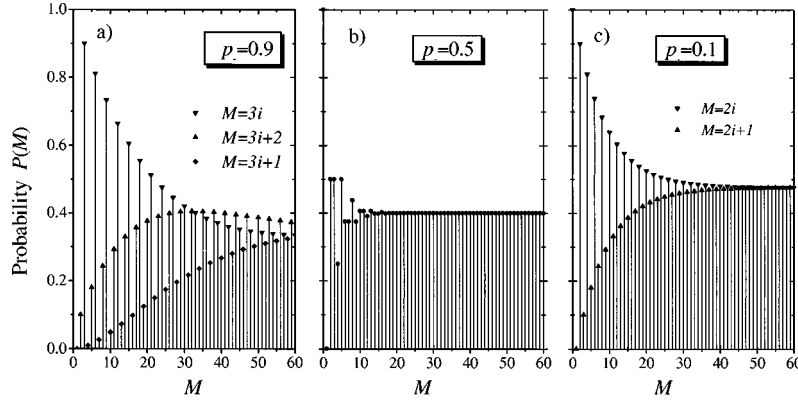 a)
p_=0.9
b)
p_=0.5
c)
p_=0.1
M=3i
M=3i+2
M=3i+1
M=2i
M=2i+1
Probability P(M)
1.0
0.8
0.6
0.4
0.2
0.0
0 10 20 30 40 50 60
0 10 20 30 40 50 60
0 10 20 30 40 50 60
M
M
M